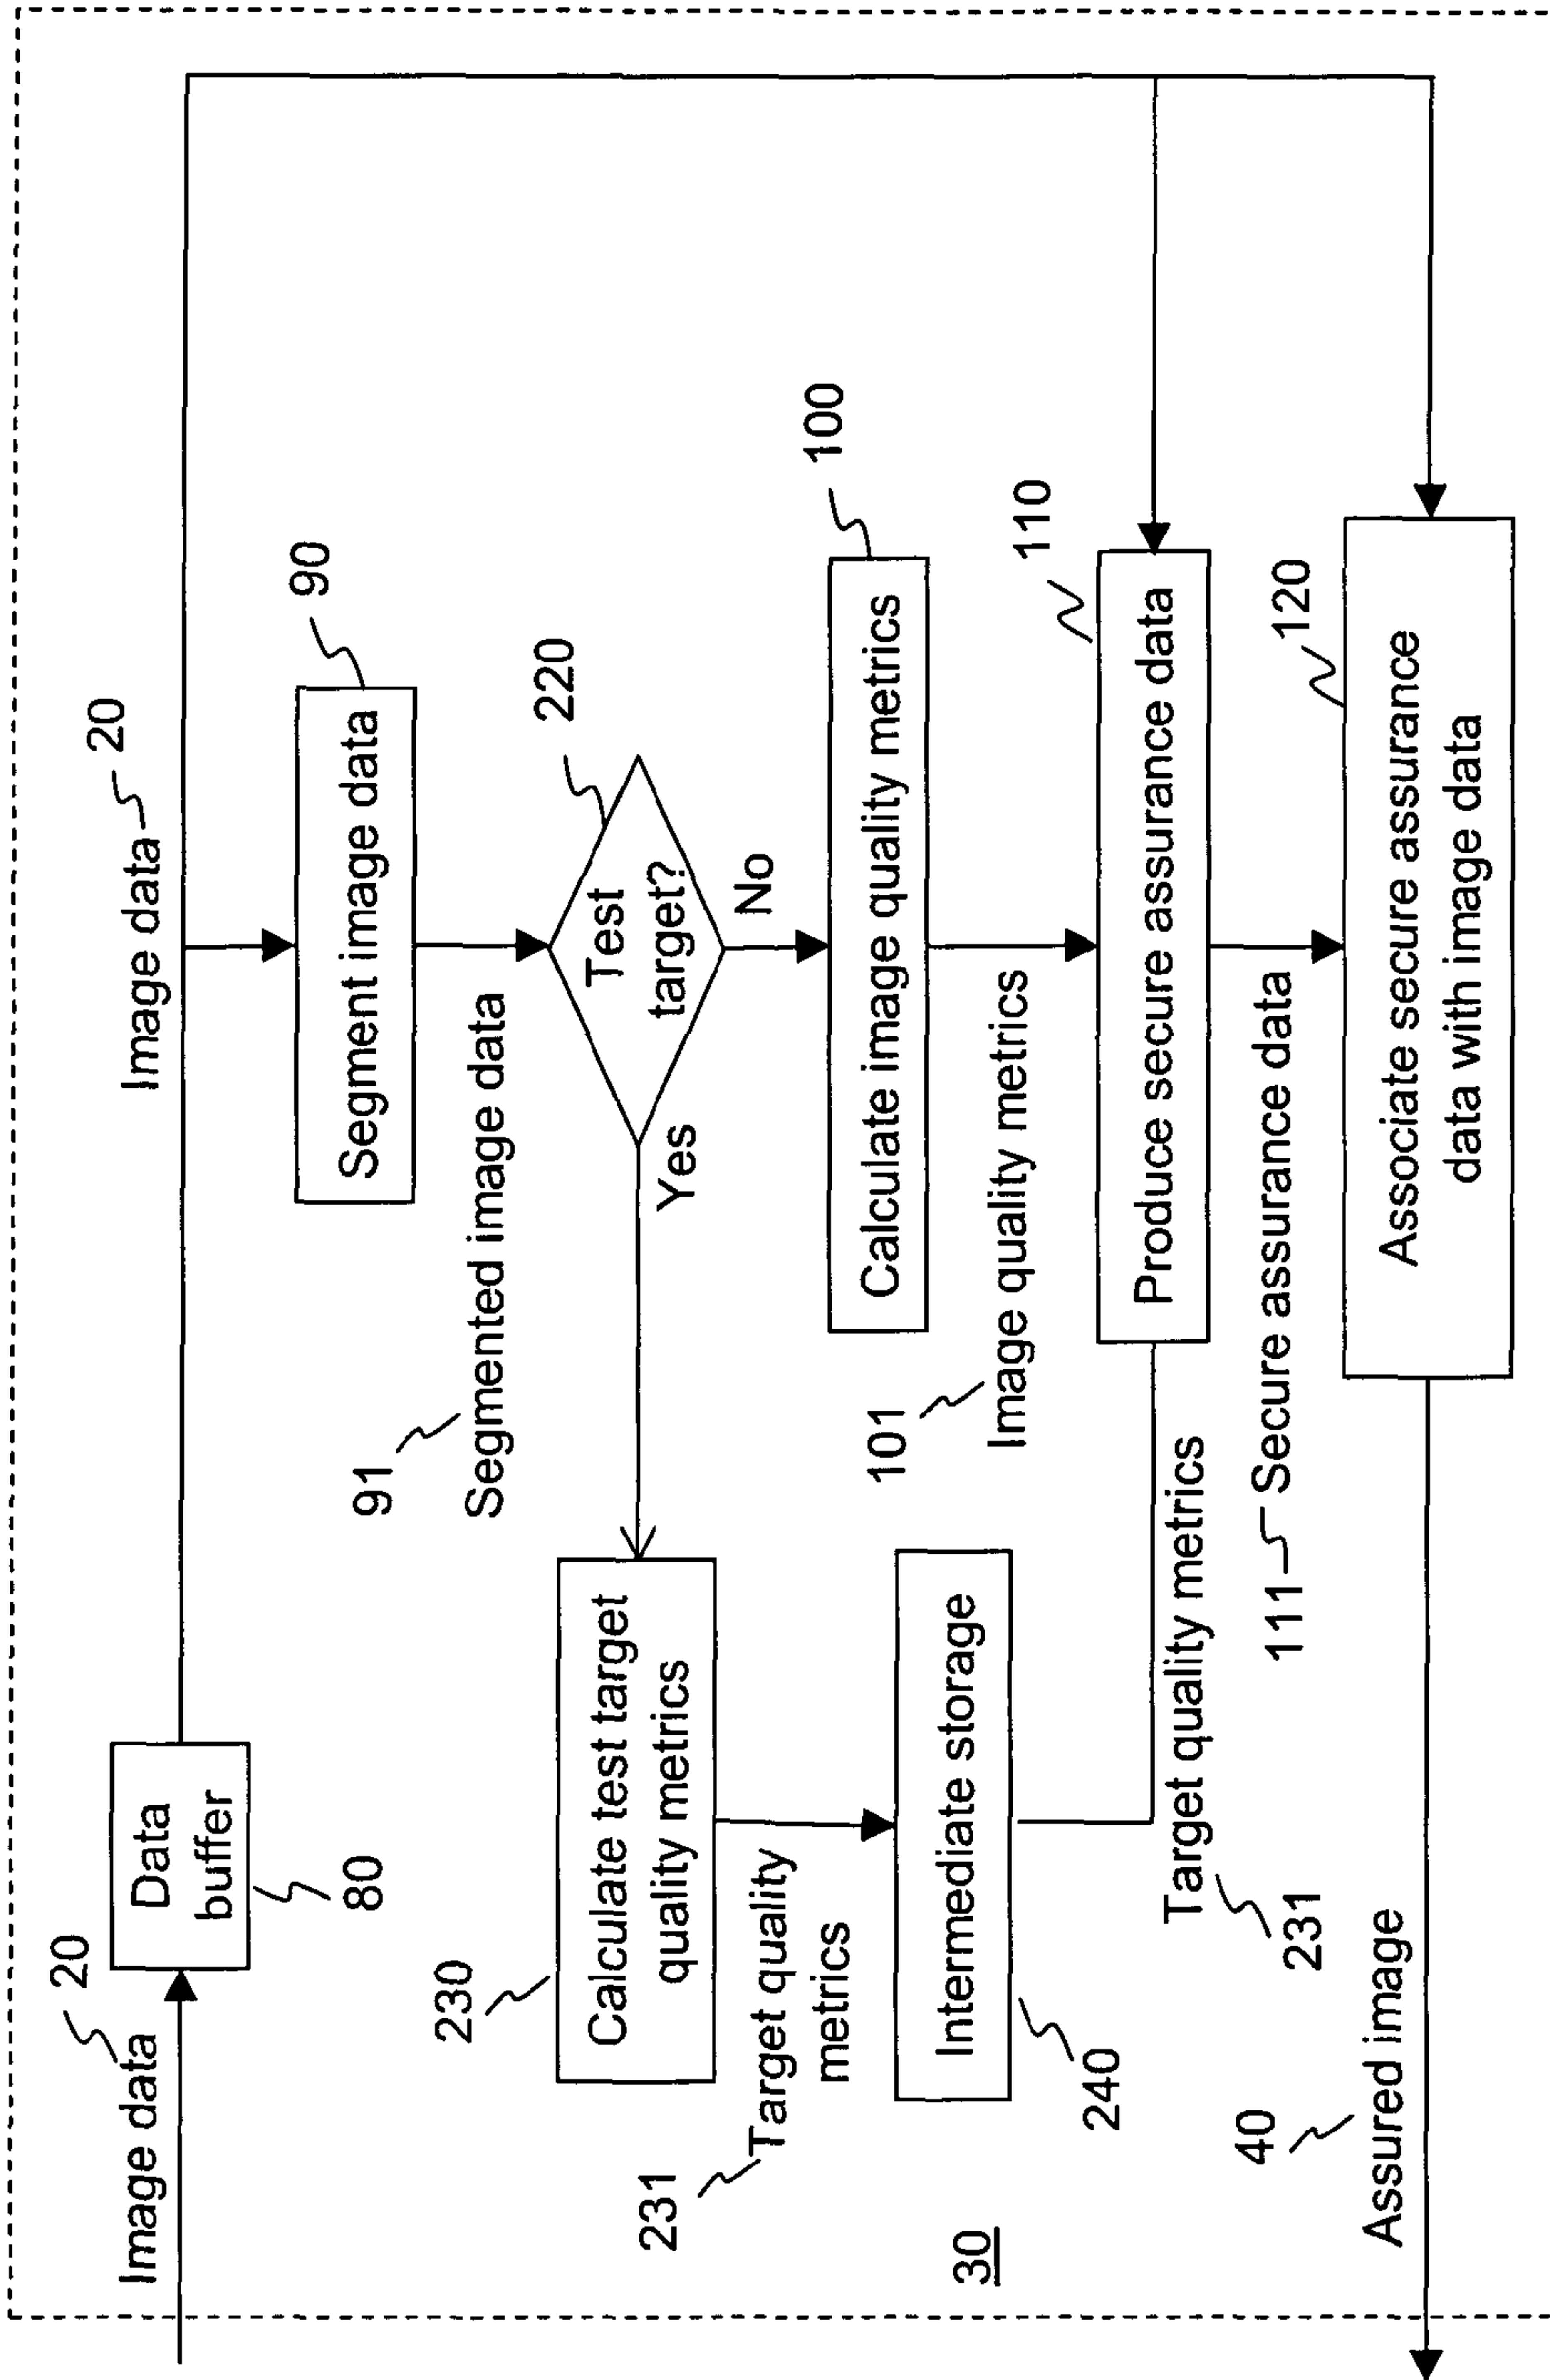 Image data
20
Data
buffer
80
Image data
20
Segment image data
90
91
Segmented image data
Test
target?
220
Yes
No
230
Calculate test target
quality metrics
Calculate image quality metrics
100
231
Target quality
metrics
101
Image quality metrics
Intermediate storage
240
Produce secure assurance data
110
Target quality metrics
231
111
Secure assurance data
30
Associate secure assurance
data with image data
120
40
Assured image